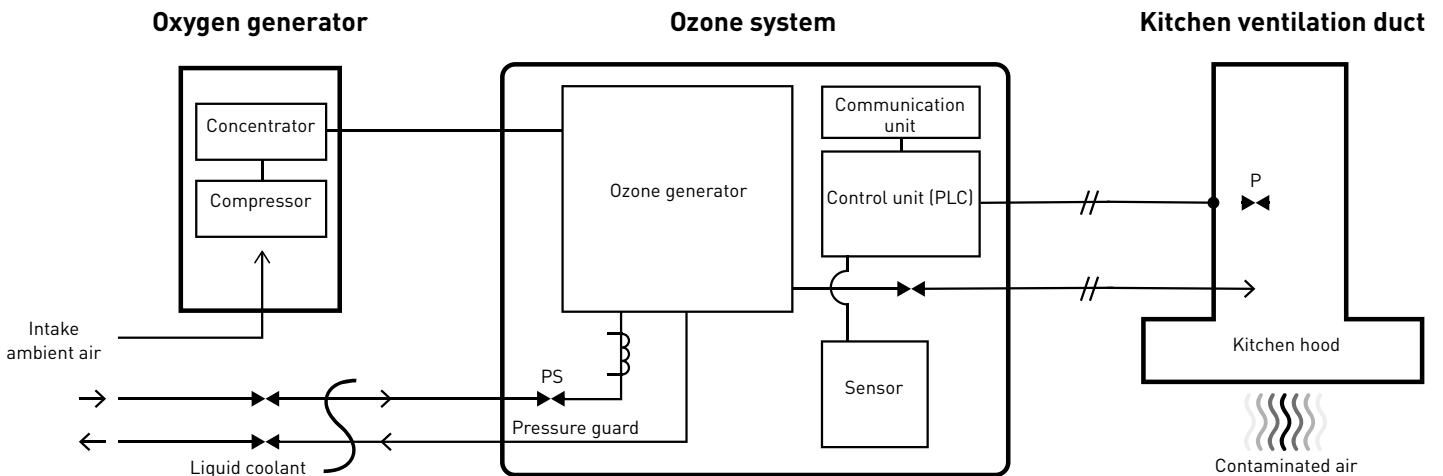 Oxygen generator
Ozone system
Kitchen ventilation duct
Concentrator
Compressor
Intake
ambient air
Ozone generator
Communication
unit
Control unit (PLC)
Sensor
PS
Pressure guard
Liquid coolant
P
Kitchen hood
Contaminated air